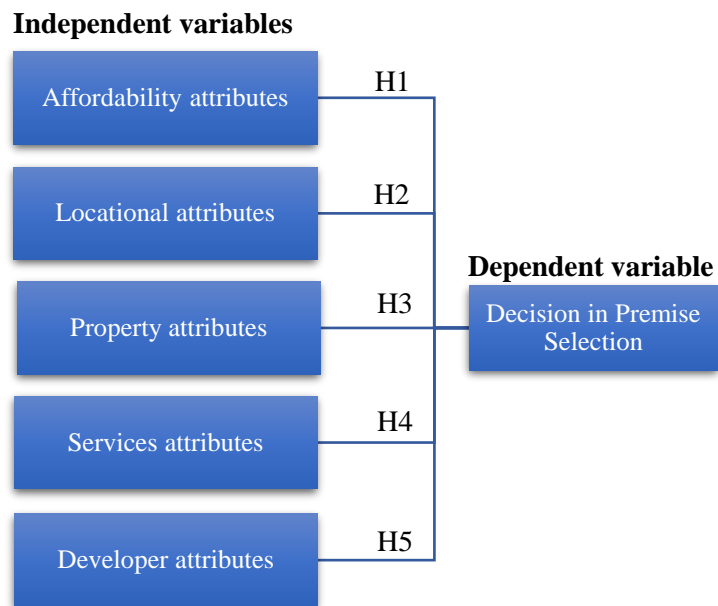 Independent variables
Affordability attributes
H1
Locational attributes
H2
Property attributes
H3
Services attributes
H4
Developer attributes
H5
Dependent variable
Decision in Premise
Selection